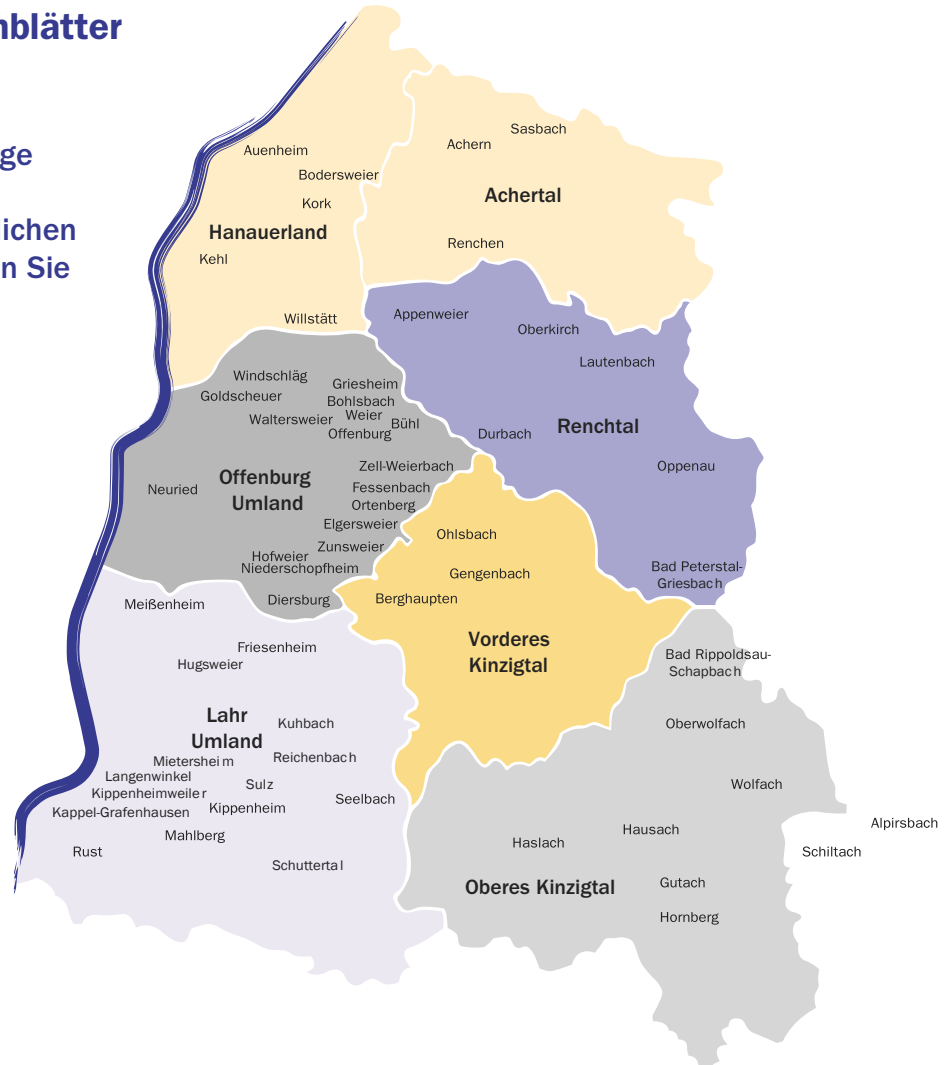 nblätter
ge
lichen
n Sie
Sasbach
Achern
Auenheim
Bodersweier
Achertal
Kork
Hanauerland
Renchen
Kehl
Appenweier
Willstätt
Oberkirch
Lautenbach
Windschläg
Griesheim
Goldscheuer
Bohlsbach
Weier
Waltersweier
Bühl
Offenburg
Durbach
Renchtal
Zell-Weierbach
Oppenau
Offenburg
Umland
Neuried
Fessenbach
Ortenberg
Elgersweier
Ohlsbach
Zunsweier
Hofweier
Niederschopfheim
Gengenbach
Bad Peterstal-
Griesbach
Diersburg
Berghaupten
Meißenheim
Vorderes
Kinzigtal
Friesenheim
Hugsweier
Bad Rippoldsau-
Schapbach
Lahr
Umland
Kuhbach
Oberwolfach
Mietersheim
Reichenbach
Langenwinkel
Sulz
Wolfach
Kippenheimweiler
Seelbach
Kippenheim
Kappel-Grafenhausen
Alpirsbach
Mahlberg
Hausach
Haslach
Rust
Schiltach
Schuttertal
Oberes Kinzigtal
Gutach
Hornberg